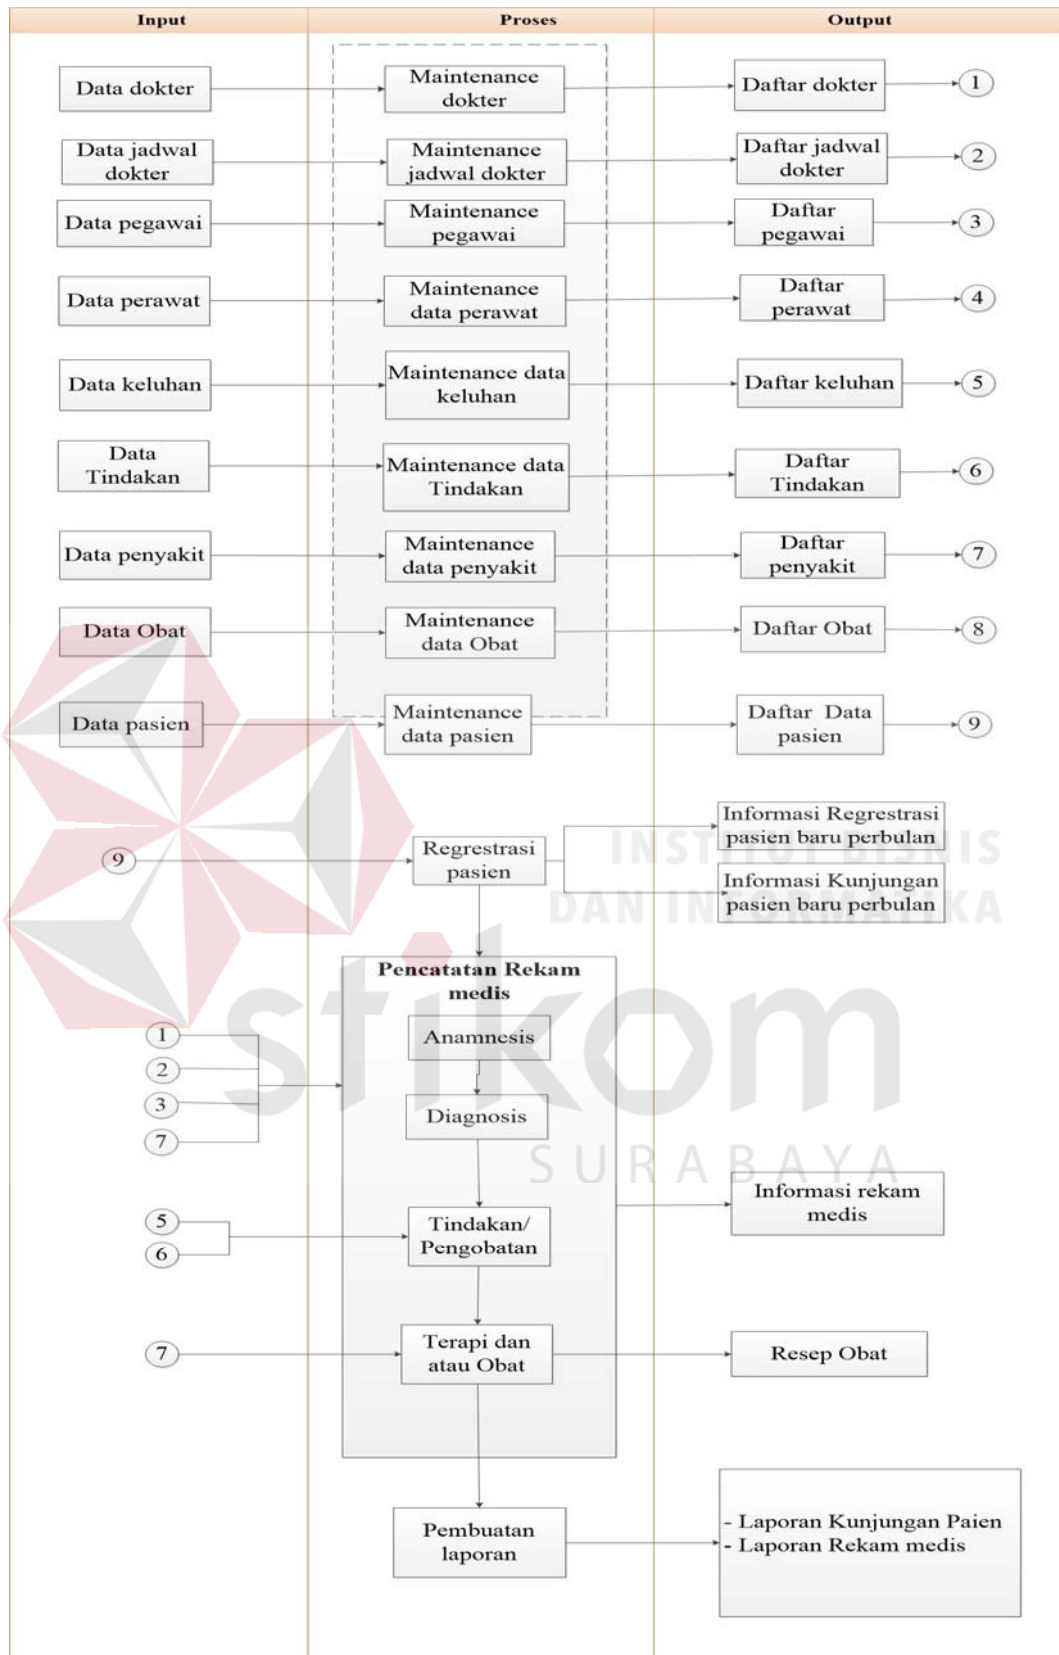 Input Proses Output
Data dokter
Maintenance
dokter
Daftar dokter
1
Data jadwal
dokter
Maintenance
jadwal dokter
Daftar jadwal
dokter
2
Data pegawai
Maintenance
pegawai
Daftar
pegawai
3
Data perawat
Maintenance
data perawat
Daftar
perawat
4
Data keluhan
Maintenance data
keluhan
Daftar keluhan
5
Data
Tindakan
Maintenance data
Tindakan
Daftar
Tindakan
6
Data penyakit
Maintenance
data penyakit
Daftar
penyakit
7
Data Obat
Maintenance
data Obat
Daftar Obat
8
Data pasien
Maintenance
data pasien
Daftar Data
pasien
9
9
Regrestrasi
pasien
Informasi Regrestrasi
pasien baru perbulan
Informasi Kunjungan
pasien baru perbulan
INSTITUT BISNIS
DAN INFORMATIKA
stikom
SURABAYA
Pencatatan Rekam
medis
1
2
3
7
Anamnesis
Diagnosis
5
6
Tindakan/
Pengobatan
Informasi rekam
medis
7
Terapi dan
atau Obat
Resep Obat
Pembuatan
laporan
- Laporan Kunjungan Paien
- Laporan Rekam medis